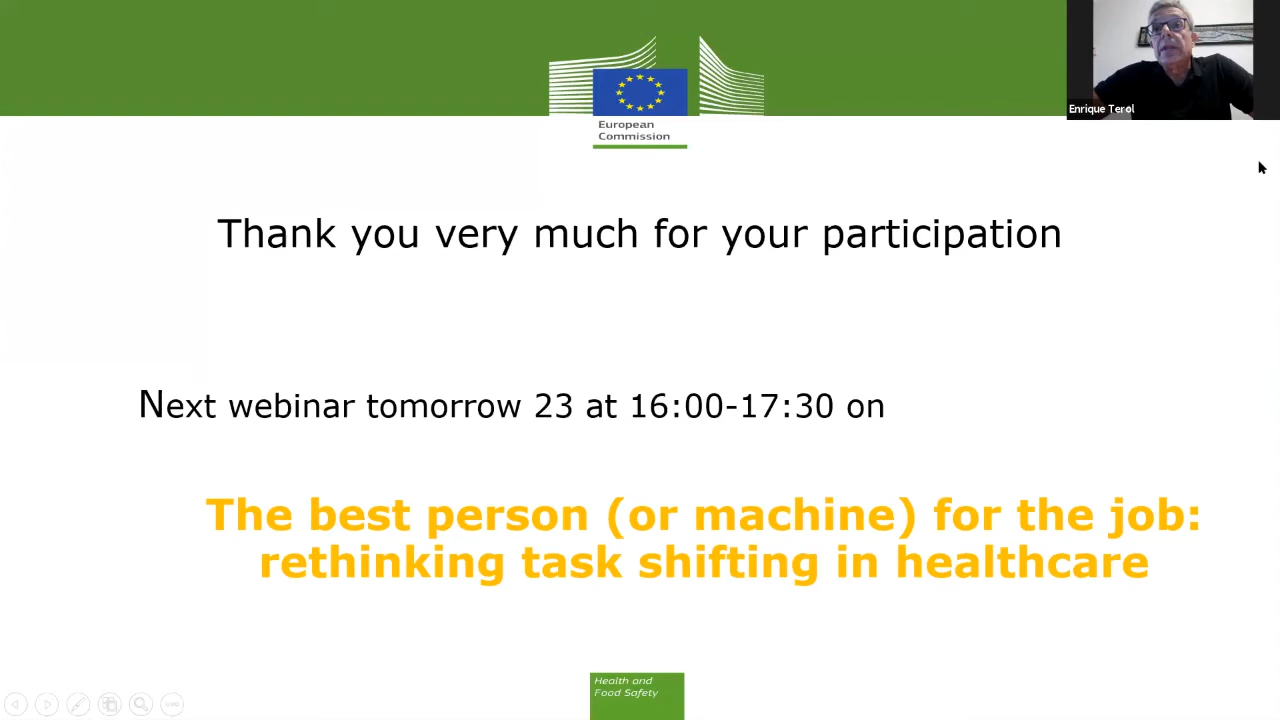 Enrique Terol
European
Commission
Thank you very much for your participation
Next webinar tomorrow 23 at 16:00-17:30 on
The best person (or machine) for the job:
rethinking task shifting in healthcare
Health and
Food Safety